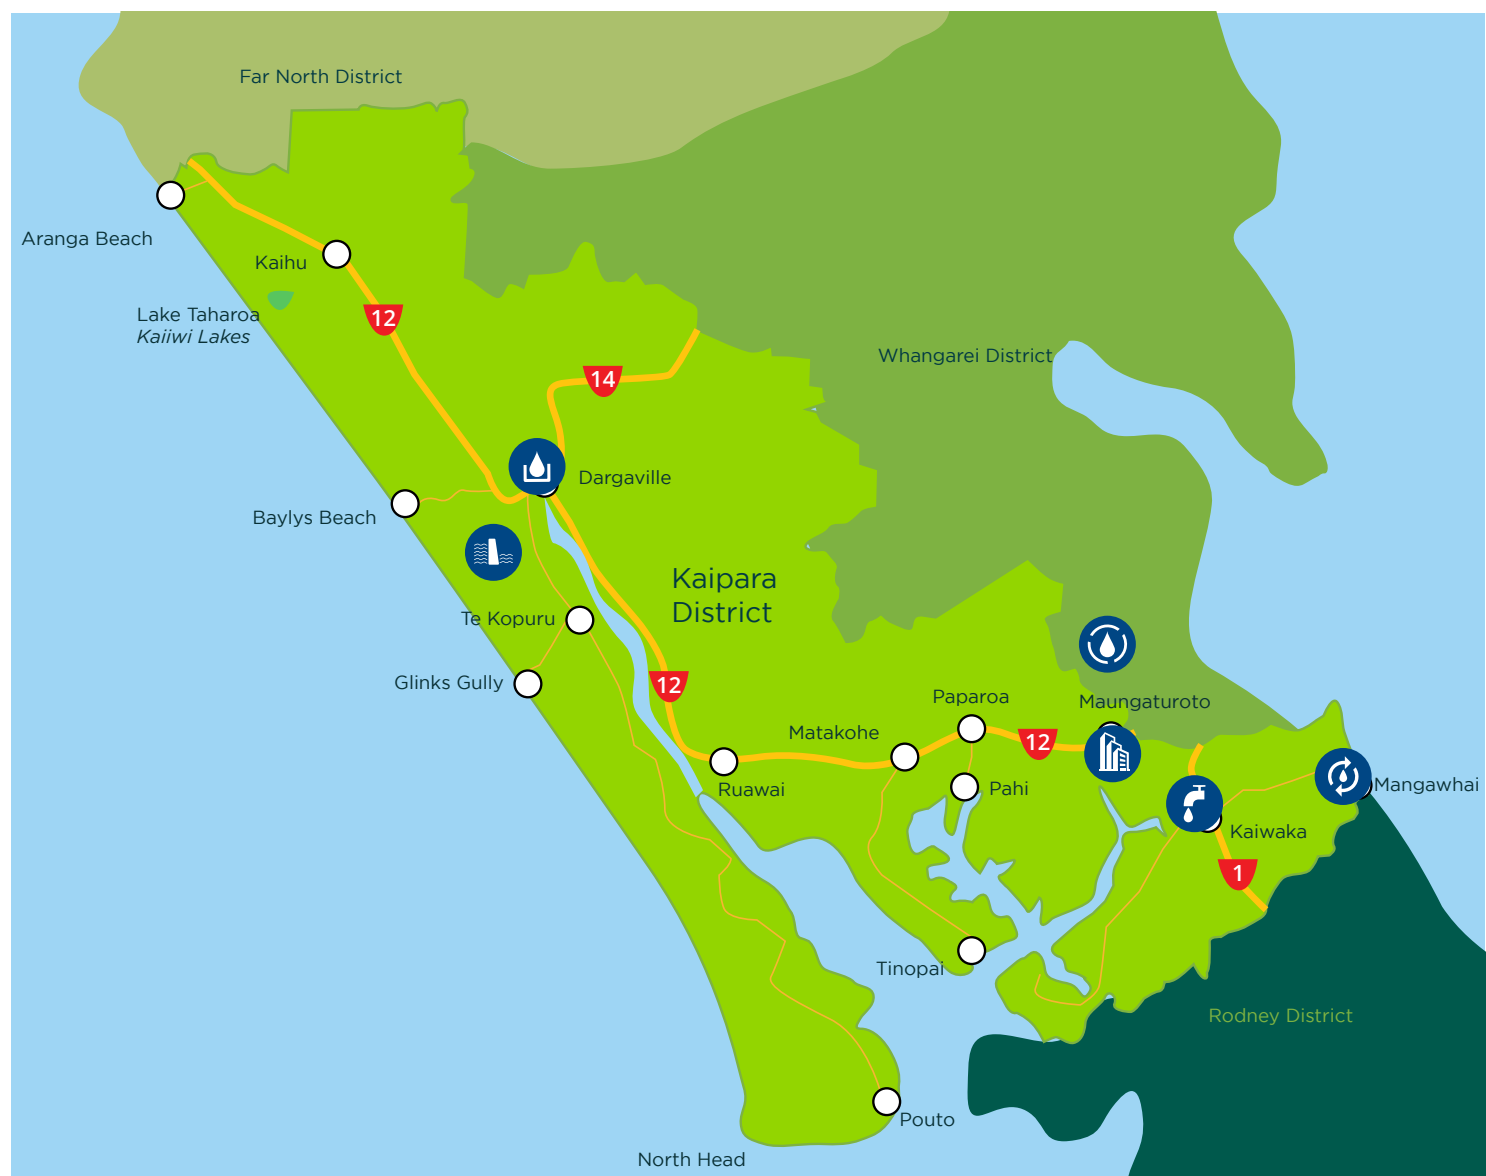 Far North District
Aranga Beach
Kaihu
Lake Taharoa
Kaiiwi Lakes
12
14
Whangarei District
Dargaville
Baylys Beach
Kaipara
District
Te Kopuru
Glinks Gully
12
Paparoa
Maungaturoto
Matakohe
12
Ruawai
Pahi
Mangawhai
Kaiwaka
1
Tinopai
Rodney District
Pouto
North Head